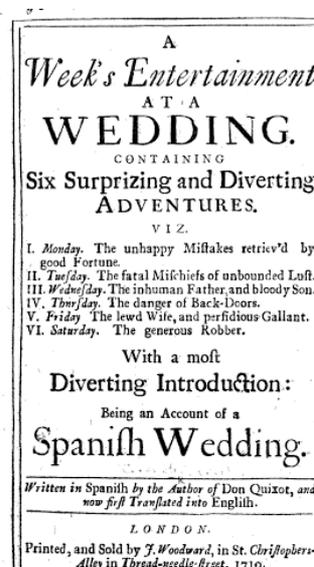 A
Week's Entertainment
AT A
WEDDING.
CONTAINING
Six Surprizing and Diverting
ADVENTURES.
VIZ.
I. Monday. The unhappy Miſtakes retriev'd by
good Fortune.
II. Tueſday. The fatal Miſchiefs of unbounded Luſt.
III. Wedneſday. The inhuman Father, and bloody Son.
IV. Thurſday. The danger of Back-Doors.
V. Friday The lewd Wife, and perfidious Gallant.
VI. Saturday. The generous Robber.
With a moſt
Diverting Introduction:
Being an Account of a
Spaniſh Wedding.
Written in Spaniſh by the Author of Don Quixot, and
now firſt Tranſlated into Engliſh.
LONDON.
Printed, and Sold by J. Woodward, in St. Chriſtophers-
Alley in Thread-needle-ſtreet. 1710.